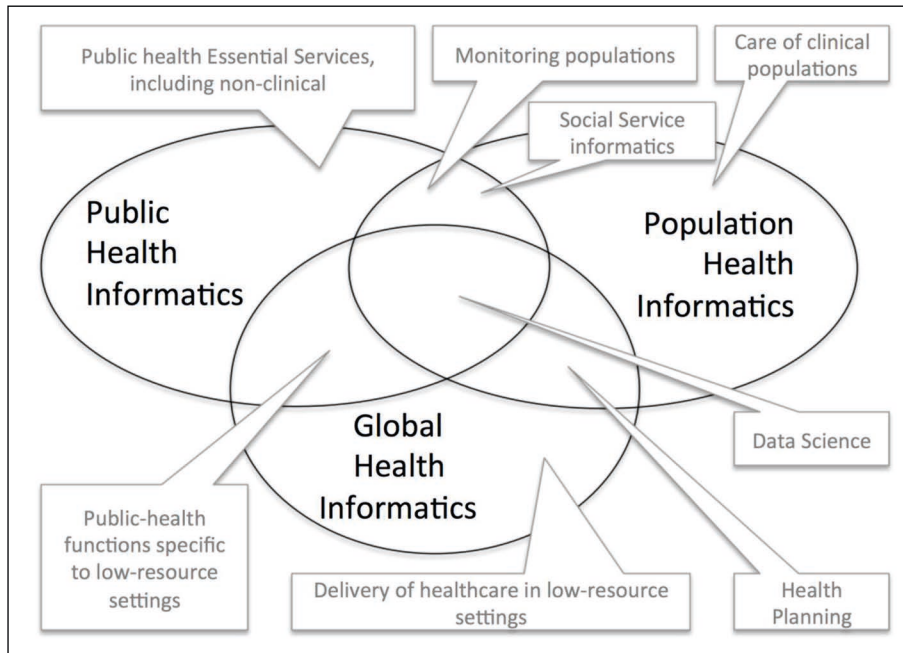 Public health Essential Services,
including non-clinical
Monitoring populations
Care of clinical
populations
Social Service
informatics
Public
Health
Informatics
Population
Health
Informatics
Global
Health
Informatics
Data Science
Public-health
functions specific
to low-resource
settings
Delivery of healthcare in low-resource
settings
Health
Planning